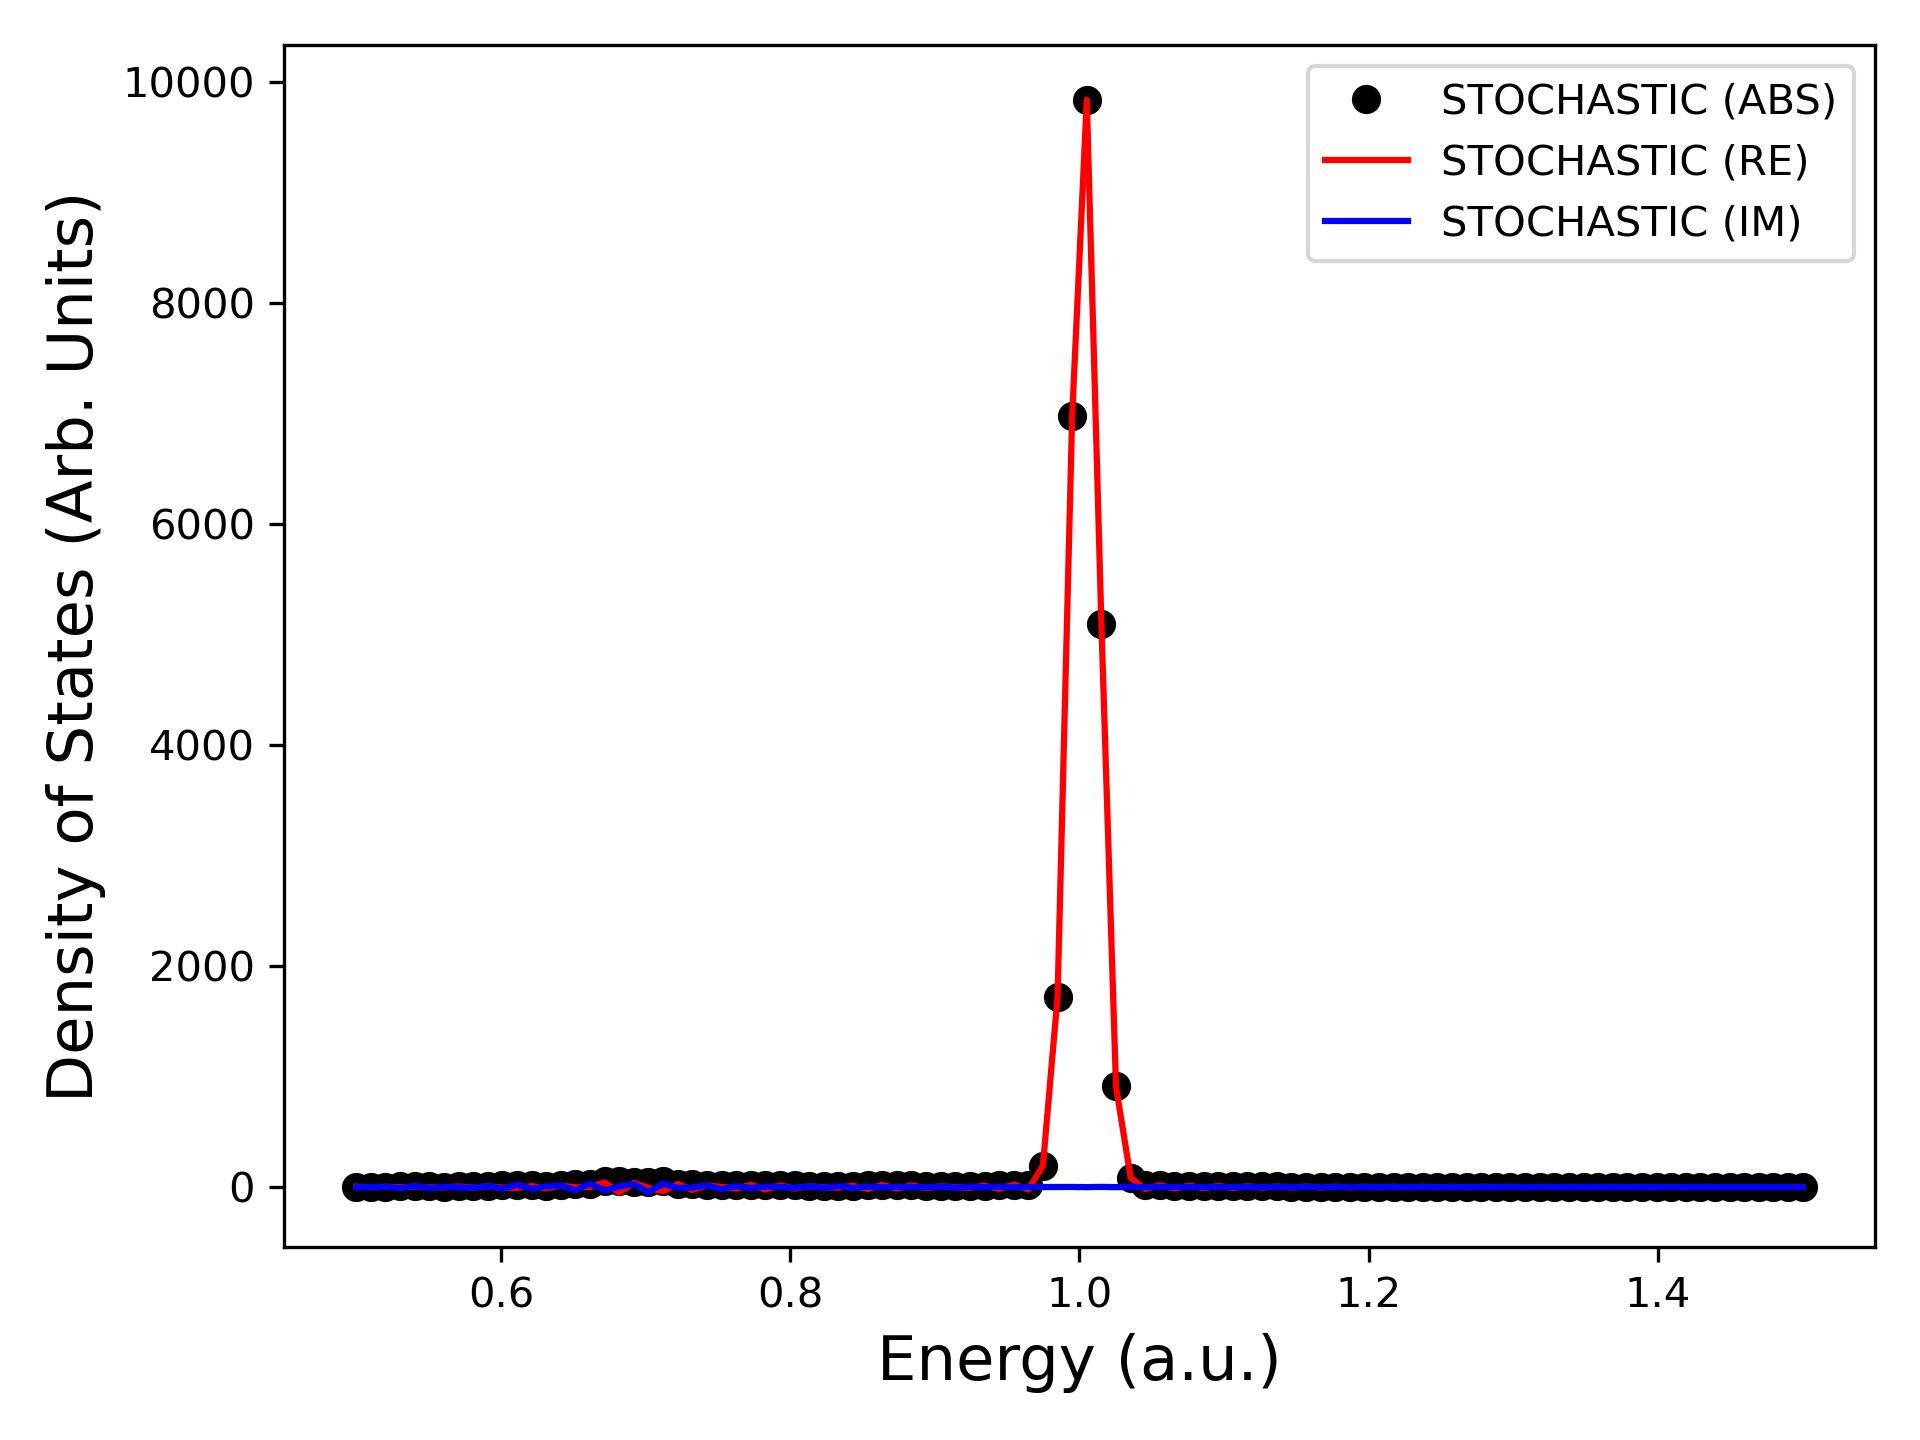 10000
8000
6000
4000
2000
0
Density of States (Arb. Units)
STOCHASTIC (ABS)
STOCHASTIC (RE)
STOCHASTIC (IM)
0.6 0.8 1.0 1.2 1.4
Energy (a.u.)